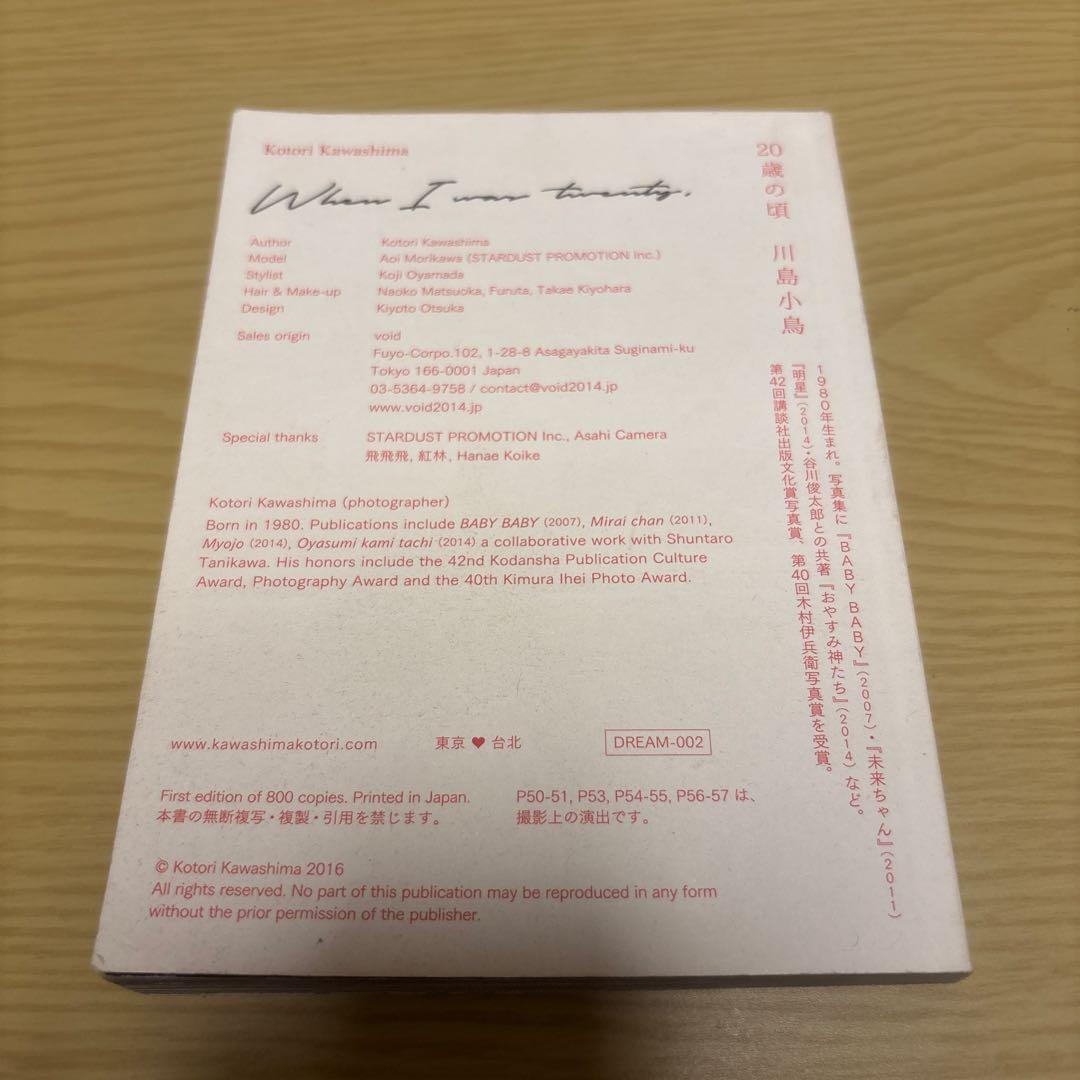 Kotori Kawashima
When I was twenty.
Author Kotori Kawashima
Model Aoi Morikawa (STARDUST PROMOTION Inc.)
Stylist Koji Oyamada
Hair & Make-up Naoko Matsuoka, Furuta, Takae Kiyohara
Design Kiyoto Otsuka
Sales origin void
Fuyo-Corpo.102, 1-28-8 Asagayakita Suginami-ku
Tokyo 166-0001 Japan
03-5364-9758 / contact@void2014.jp
www.void2014.jp
Special thanks STARDUST PROMOTION Inc., Asahi Camera
飛飛飛, 紅林, Hanae Koike
Kotori Kawashima (photographer)
Born in 1980. Publications include BABY BABY (2007), Mirai chan (2011),
Myojo (2014), Oyasumi kami tachi (2014) a collaborative work with Shuntaro
Tanikawa. His honors include the 42nd Kodansha Publication Culture
Award, Photography Award and the 40th Kimura Ihei Photo Award.
www.kawashimakotori.com 東京 ♥ 台北 DREAM-002
First edition of 800 copies. Printed in Japan.
本書の無断複写・複製・引用を禁じます。
P50-51, P53, P54-55, P56-57 は、
撮影上の演出です。
© Kotori Kawashima 2016
All rights reserved. No part of this publication may be reproduced in any form
without the prior permission of the publisher.
20歳の頃 川島小鳥
1980年生まれ。写真集に『BABY BABY』(2007)・『未来ちゃん』(2011)
『明星』(2014)・谷川俊太郎との共著『おやすみ神たち』(2014)など。
第42回講談社出版文化賞写真賞、第40回木村伊兵衛写真賞を受賞。